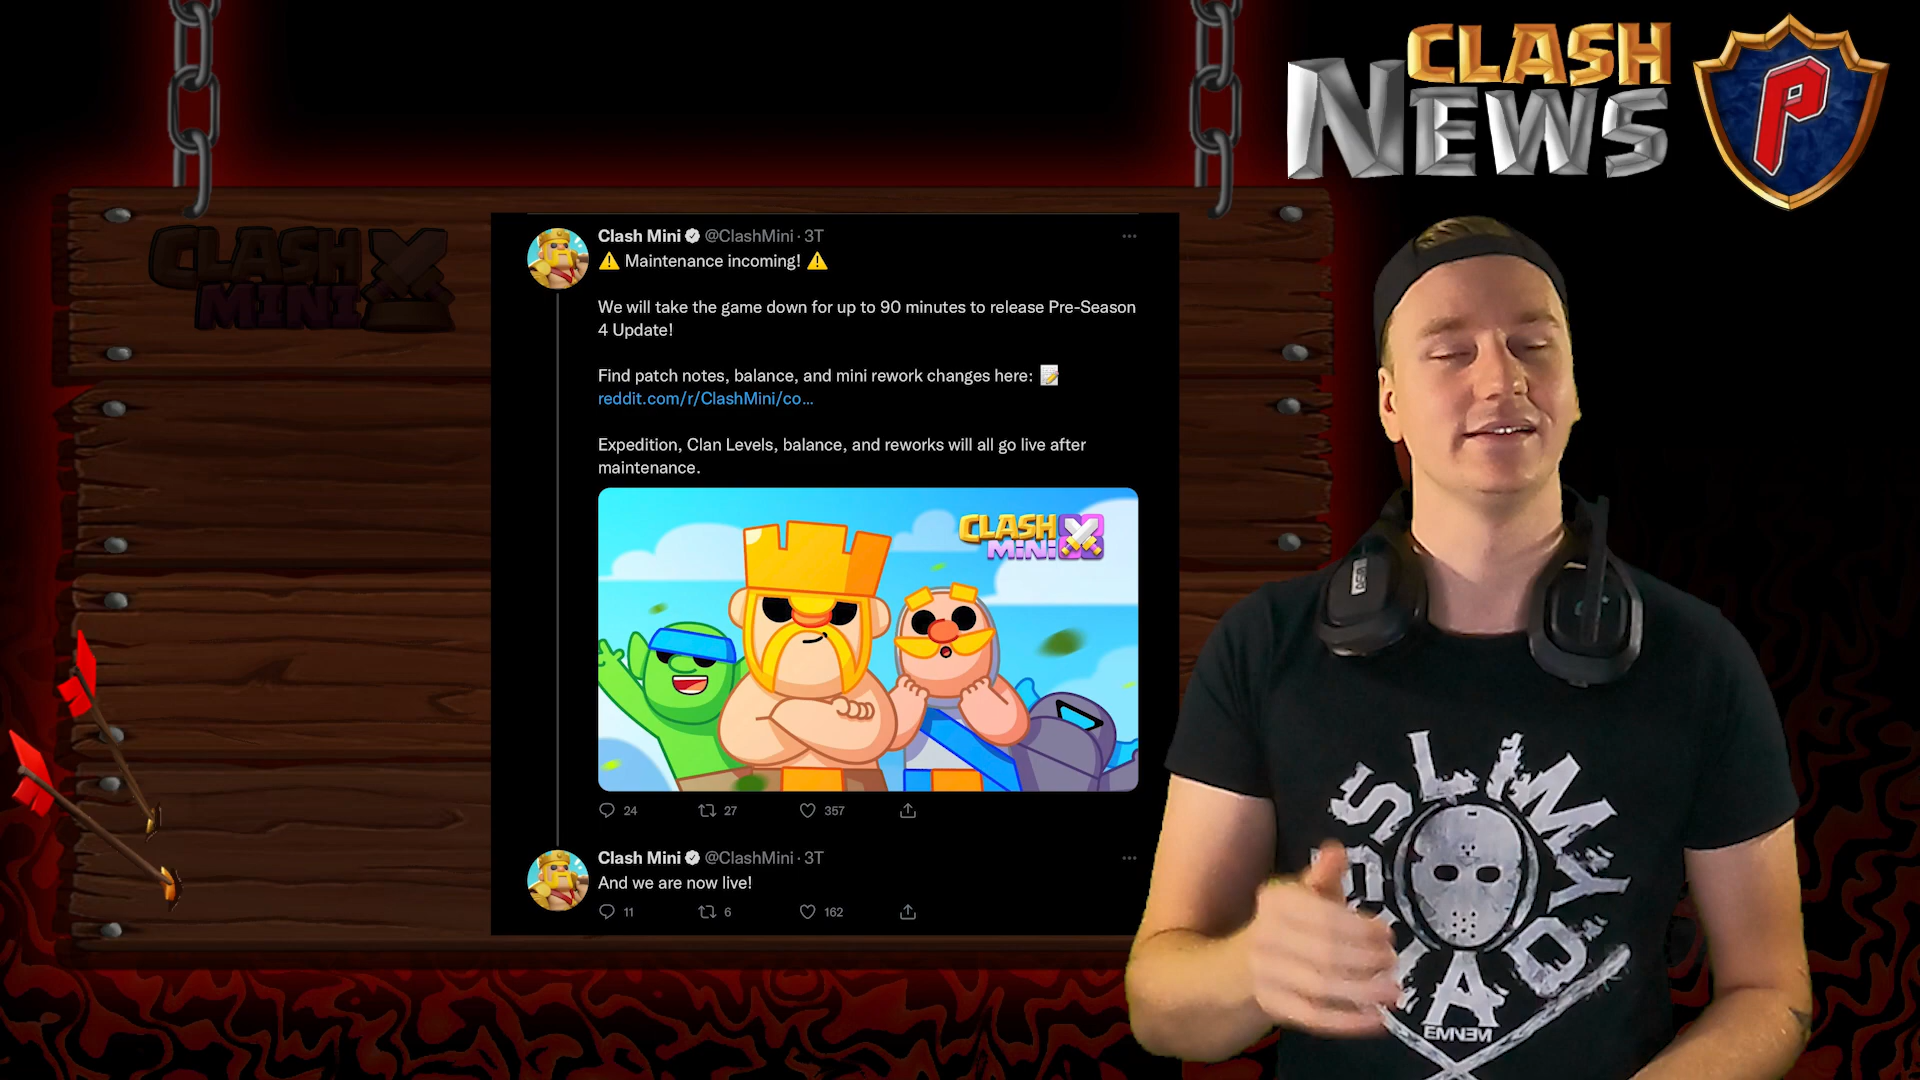 CLASH
NEWS
P
CLASH
MINI
Clash Mini @ClashMini · 3T
⚠️ Maintenance incoming! ⚠️
We will take the game down for up to 90 minutes to release Pre-Season
4 Update!
Find patch notes, balance, and mini rework changes here: 📝
reddit.com/r/ClashMini/co...
Expedition, Clan Levels, balance, and reworks will all go live after
maintenance.
CLASH
MINI
24 27 357
Clash Mini @ClashMini · 3T
And we are now live!
11 6 162
ASTRO
SLIM
SHADY
EMINEM